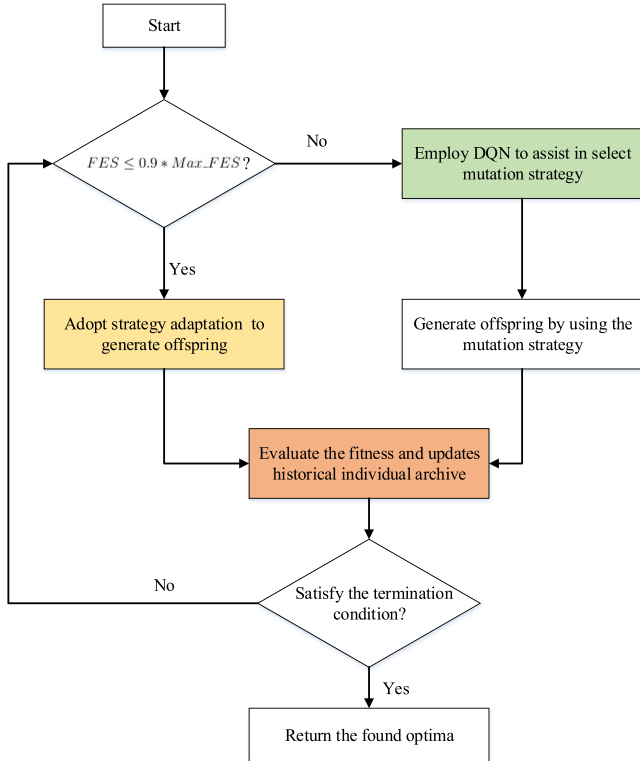 Start
FES ≤ 0.9 * Max_FES?
No
Employ DQN to assist in select
mutation strategy
Yes
Adopt strategy adaptation to
generate offspring
Generate offspring by using the
mutation strategy
Evaluate the fitness and updates
historical individual archive
No
Satisfy the termination
condition?
Yes
Return the found optima